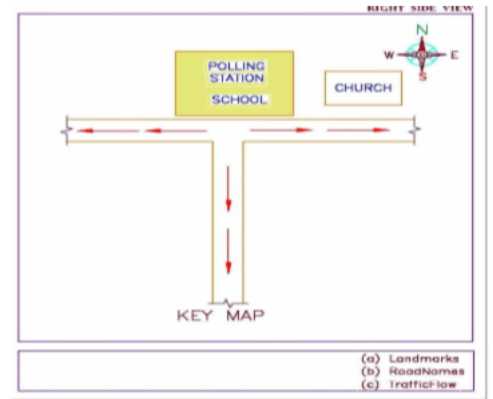 RIGHT SIDE VIEW
N
W E
S
POLLING
STATION
SCHOOL
CHURCH
KEY MAP
(a) Landmarks
(b) RoadNames
(c) TrafficFlow